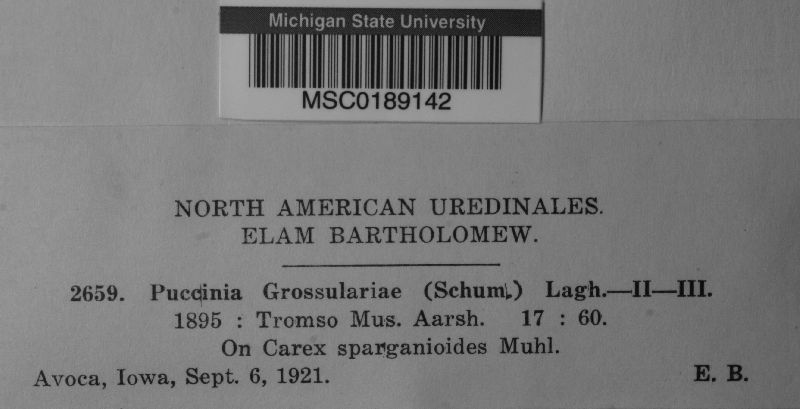 Michigan State University
MSC0189142
NORTH AMERICAN UREDINALES.
ELAM BARTHOLOMEW.
2659. Puccinia Grossulariae (Schum.) Lagh.—II—III.
1895 : Tromso Mus. Aarsh. 17 : 60.
On Carex sparganioides Muhl.
Avoca, Iowa, Sept. 6, 1921. E. B.